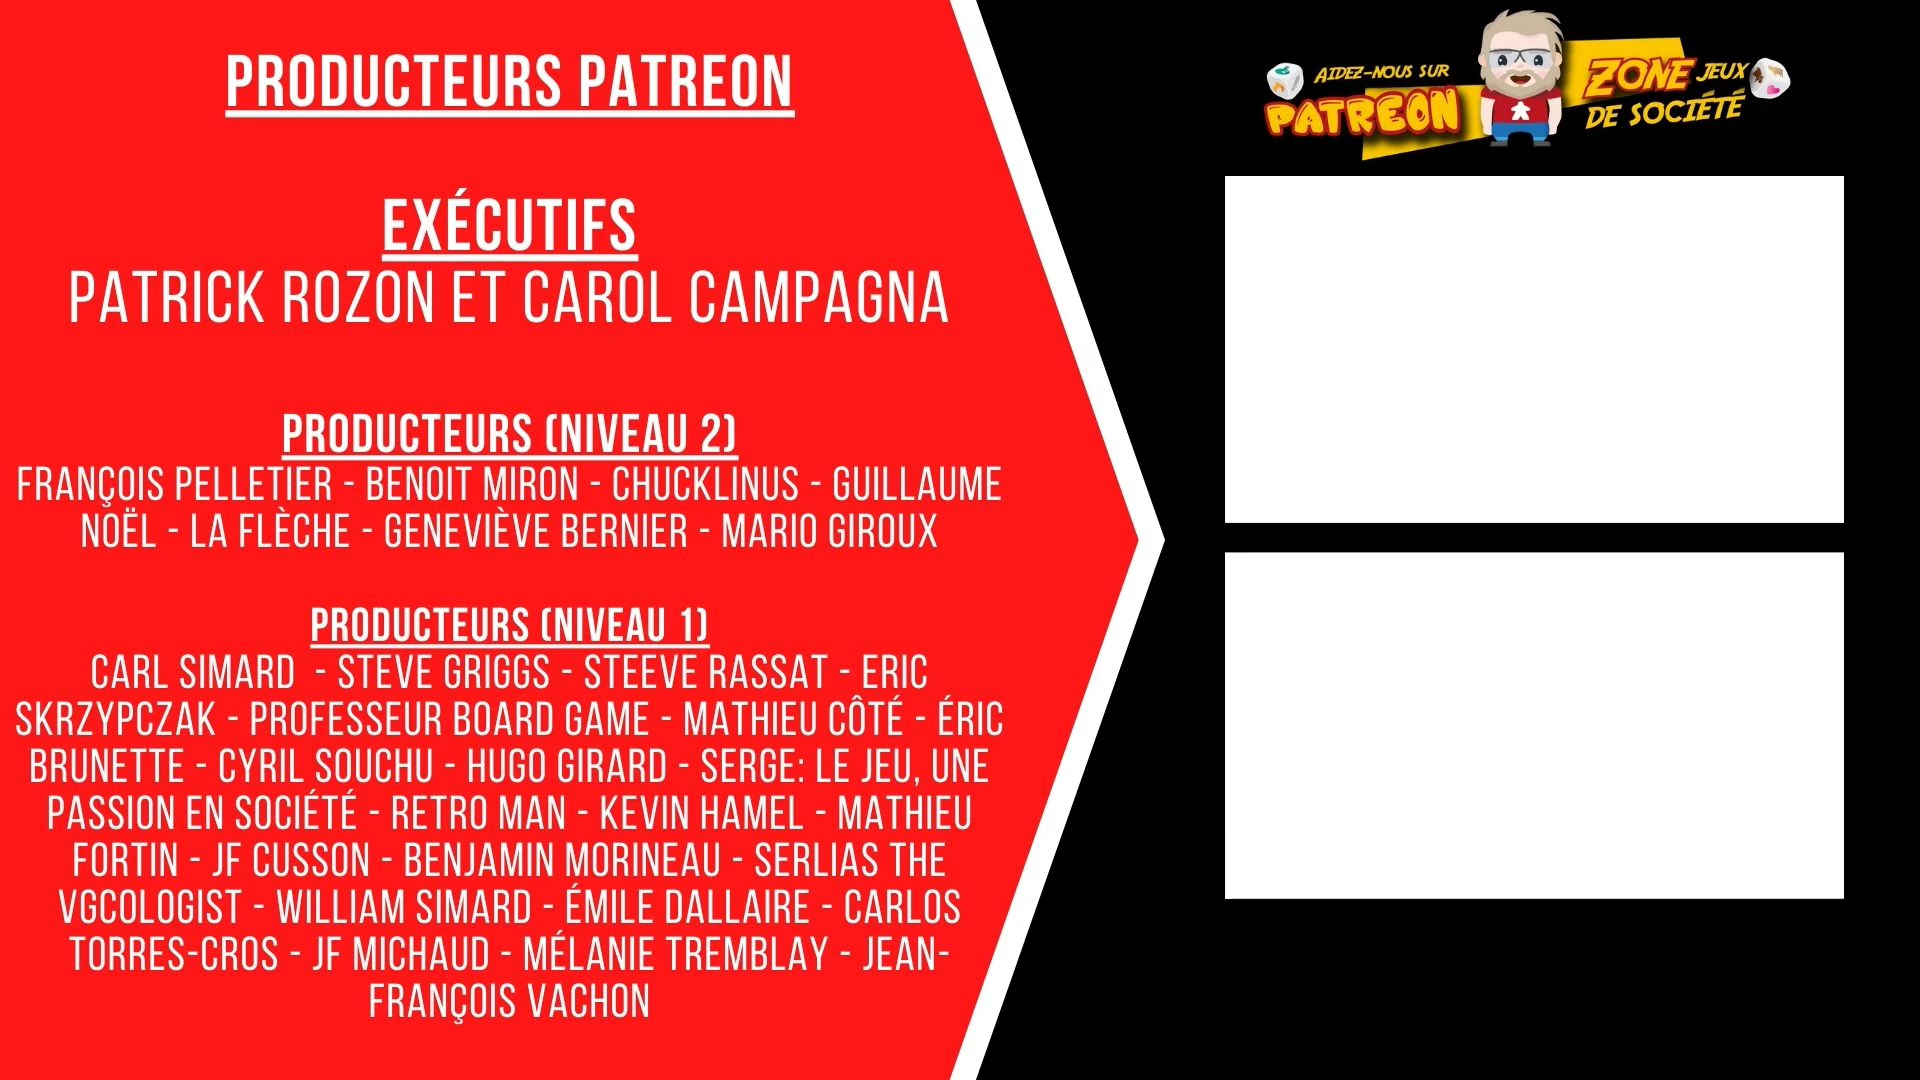 PRODUCTEURS PATREON
EXÉCUTIFS
PATRICK ROZON ET CAROL CAMPAGNA
PRODUCTEURS (NIVEAU 2)
FRANÇOIS PELLETIER - BENOIT MIRON - CHUCKLINUS - GUILLAUME
NOËL - LA FLÈCHE - GENEVIÈVE BERNIER - MARIO GIROUX
PRODUCTEURS (NIVEAU 1)
CARL SIMARD  - STEVE GRIGGS - STEEVE RASSAT - ERIC
SKRZYPCZAK - PROFESSEUR BOARD GAME - MATHIEU CÔTÉ - ÉRIC
BRUNETTE - CYRIL SOUCHU - HUGO GIRARD - SERGE: LE JEU, UNE
PASSION EN SOCIÉTÉ - RETRO MAN - KEVIN HAMEL - MATHIEU
FORTIN - JF CUSSON - BENJAMIN MORINEAU - SERLIAS THE
VGCOLOGIST - WILLIAM SIMARD - ÉMILE DALLAIRE - CARLOS
TORRES-CROS - JF MICHAUD - MÉLANIE TREMBLAY - JEAN-
FRANÇOIS VACHON
AIDEZ-NOUS SUR
PATREON
ZONE JEUX
DE SOCIÉTÉ